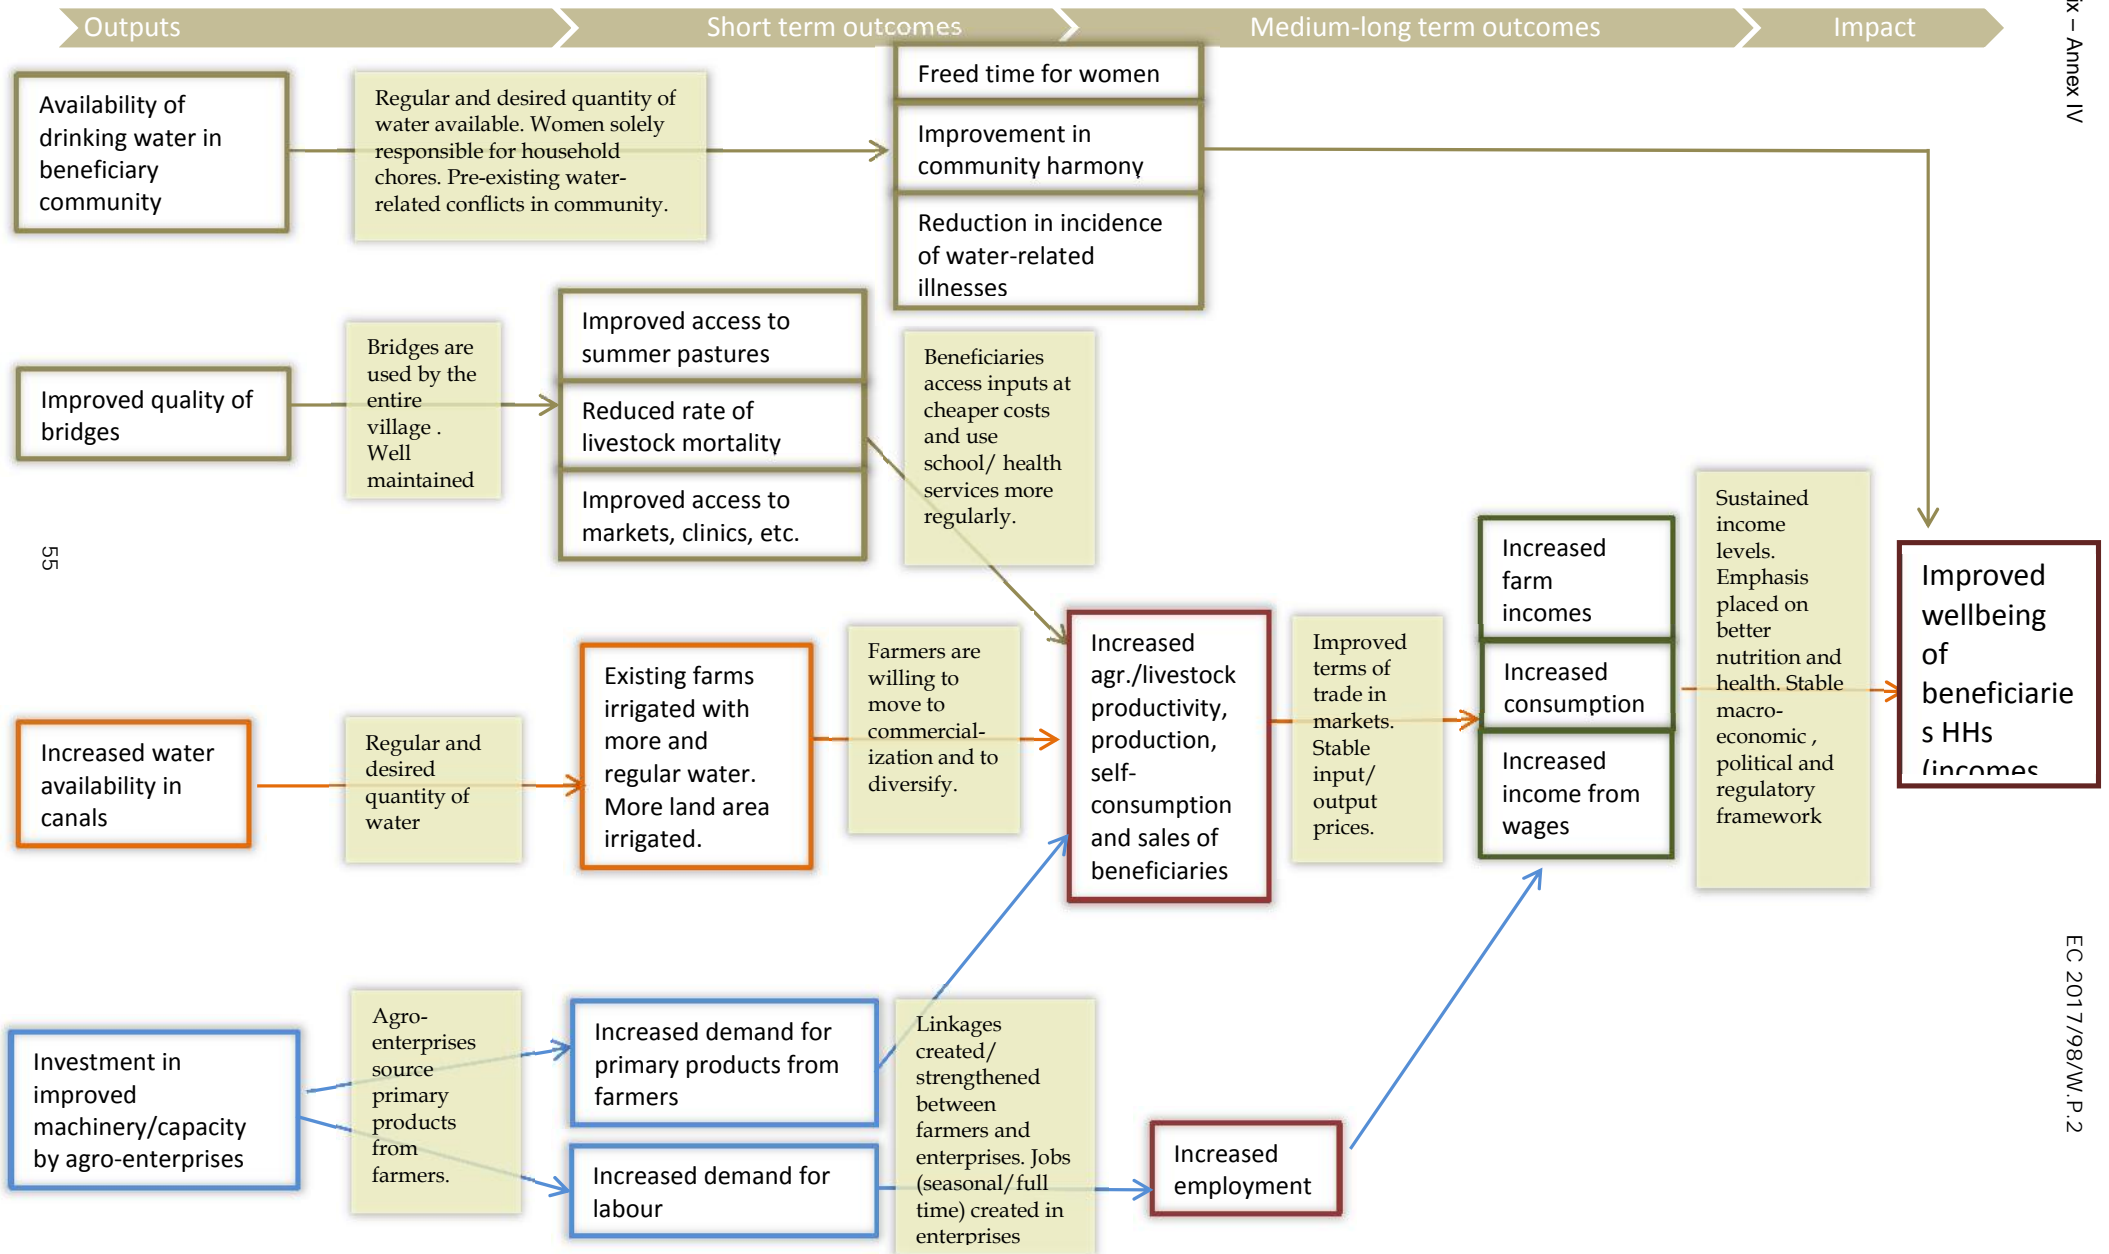 Outputs
Short term outcomes
Medium-long term outcomes
Impact
ix – Annex IV
Availability of
drinking water in
beneficiary
community
Regular and desired quantity of
water available. Women solely
responsible for household
chores. Pre-existing water-
related conflicts in community.
Freed time for women
Improvement in
community harmony
Reduction in incidence
of water-related
illnesses
Improved quality of
bridges
Bridges are
used by the
entire
village .
Well
maintained
Improved access to
summer pastures
Reduced rate of
livestock mortality
Improved access to
markets, clinics, etc.
Beneficiaries
access inputs at
cheaper costs
and use
school/ health
services more
regularly.
55
Increased water
availability in
canals
Regular and
desired
quantity of
water
Existing farms
irrigated with
more and
regular water.
More land area
irrigated.
Farmers are
willing to
move to
commercial-
ization and to
diversify.
Increased
agr./livestock
productivity,
production,
self-
consumption
and sales of
beneficiaries
Improved
terms of
trade in
markets.
Stable
input/
output
prices.
Increased
farm
incomes
Increased
consumption
Increased
income from
wages
Sustained
income
levels.
Emphasis
placed on
better
nutrition and
health. Stable
macro-
economic ,
political and
regulatory
framework
Improved
wellbeing
of
beneficiarie
s HHs
(incomes
Investment in
improved
machinery/capacity
by agro-enterprises
Agro-
enterprises
source
primary
products
from
farmers.
Increased demand for
primary products from
farmers
Increased demand for
labour
Linkages
created/
strengthened
between
farmers and
enterprises. Jobs
(seasonal/full
time) created in
enterprises
Increased
employment
EC 2017/98/W.P.2